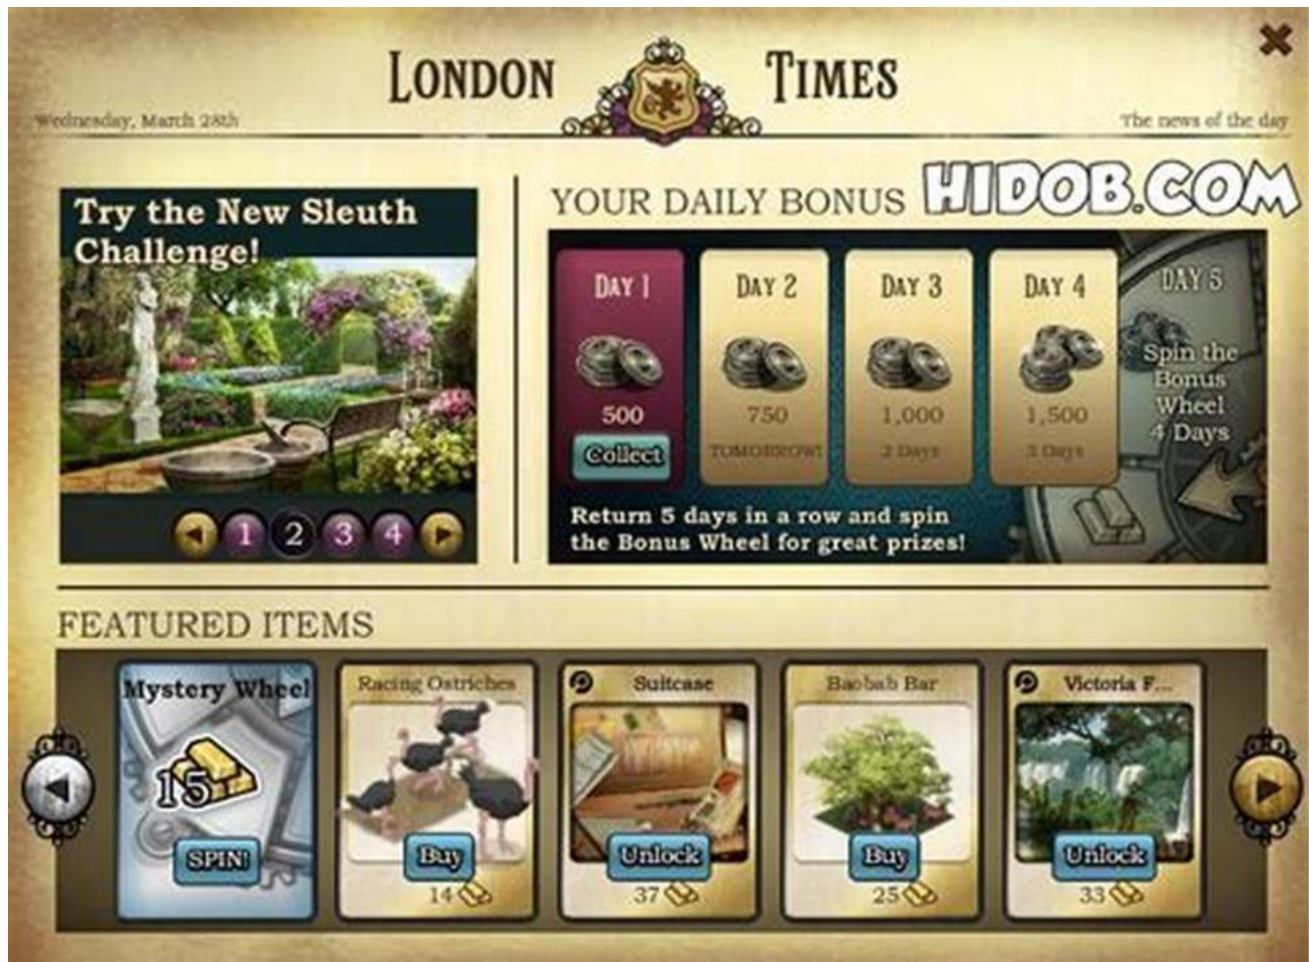 LONDON TIMES
Wednesday, March 28th
The news of the day
Try the New Sleuth
Challenge!
1 2 3 4
YOUR DAILY BONUS
HIDOB.COM
DAY 1
500
Collect
DAY 2
750
TOMORROW!
DAY 3
1,000
2 Days
DAY 4
1,500
3 Days
DAY 5
Spin the
Bonus
Wheel
4 Days
Return 5 days in a row and spin
the Bonus Wheel for great prizes!
FEATURED ITEMS
Mystery Wheel
15
SPIN!
Racing Ostriches
Buy
14
Suitcase
Unlock
37
Baobab Bar
Buy
25
Victoria F...
Unlock
33